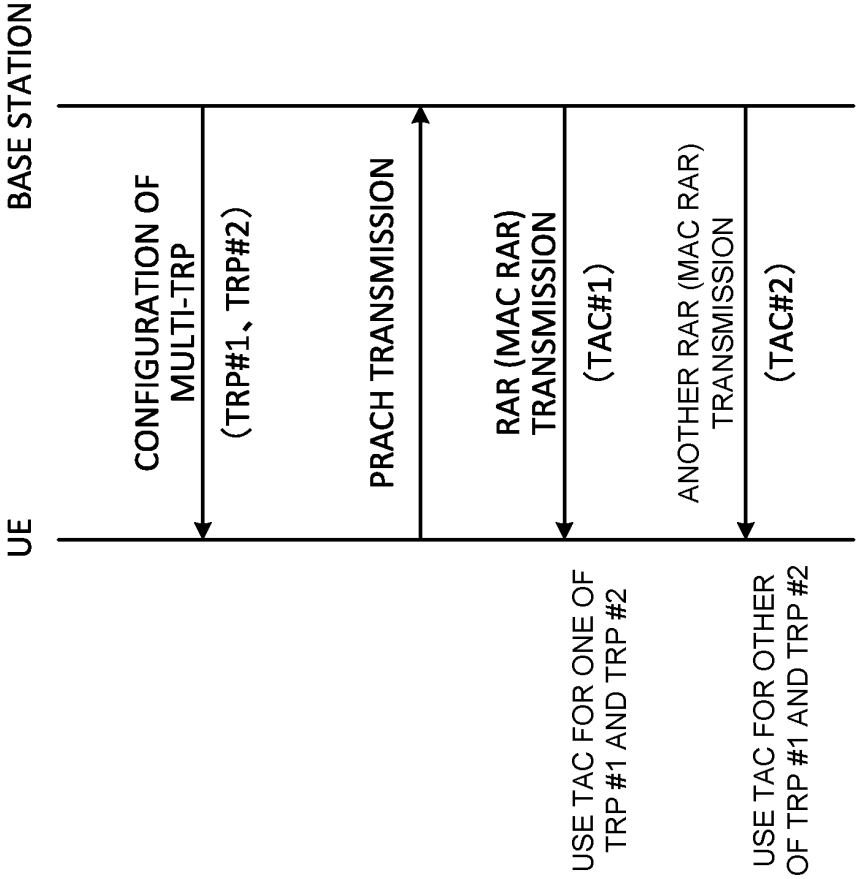 UE
BASE STATION
CONFIGURATION OF
MULTI-TRP
(TRP#1、TRP#2)
PRACH TRANSMISSION
RAR (MAC RAR)
TRANSMISSION
(TAC#1)
USE TAC FOR ONE OF
TRP #1 AND TRP #2
ANOTHER RAR (MAC RAR)
TRANSMISSION
(TAC#2)
USE TAC FOR OTHER
OF TRP #1 AND TRP #2